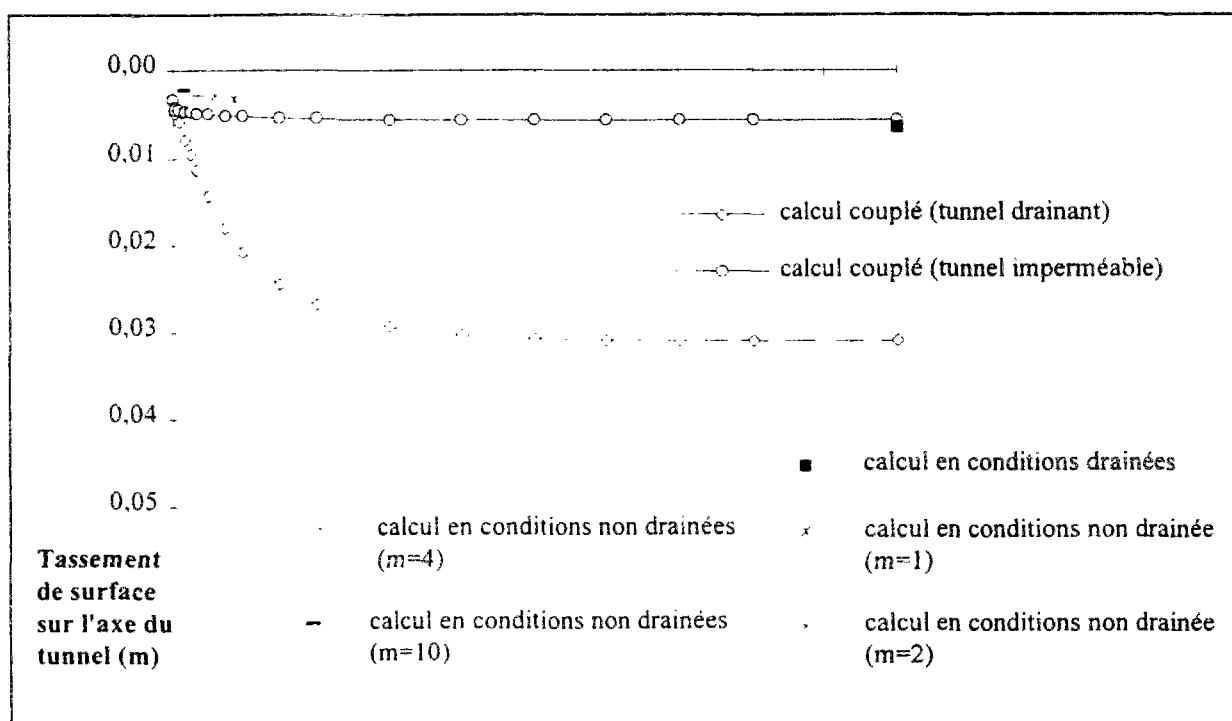 0,00
0,01
0,02
0,03
0,04
0,05
calcul couplé (tunnel drainant)
calcul couplé (tunnel imperméable)
calcul en conditions drainées
calcul en conditions non drainées
(m=4)
calcul en conditions non drainée
(m=1)
calcul en conditions non drainées
(m=10)
calcul en conditions non drainée
(m=2)
Tassement
de surface
sur l'axe du
tunnel (m)